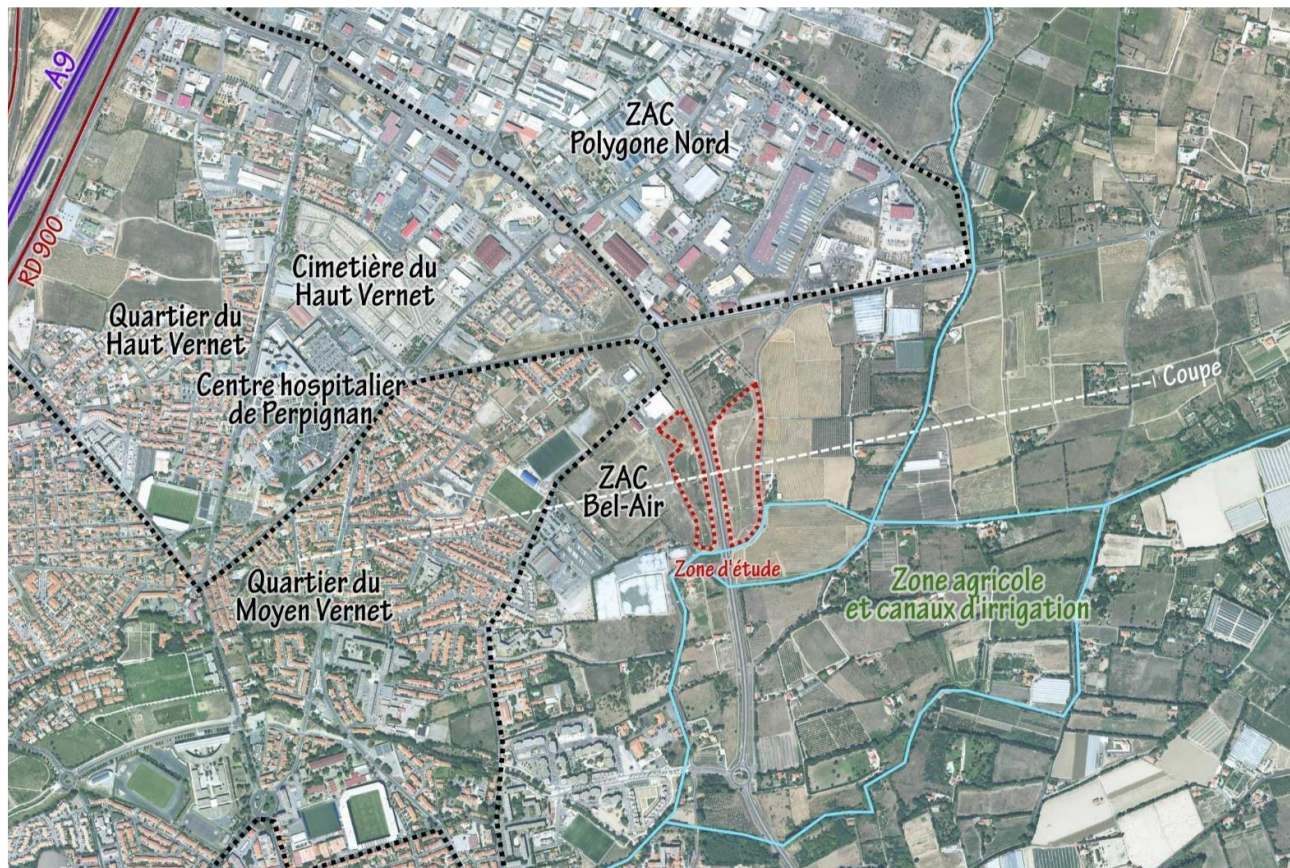 A9
RD 900
ZAC
Polygone Nord
Cimetière du
Haut Vernet
Quartier du
Haut Vernet
Centre hospitalier
de Perpignan
Coupe
ZAC
Bel-Air
Zone d'étude
Quartier du
Moyen Vernet
Zone agricole
et canaux d'irrigation